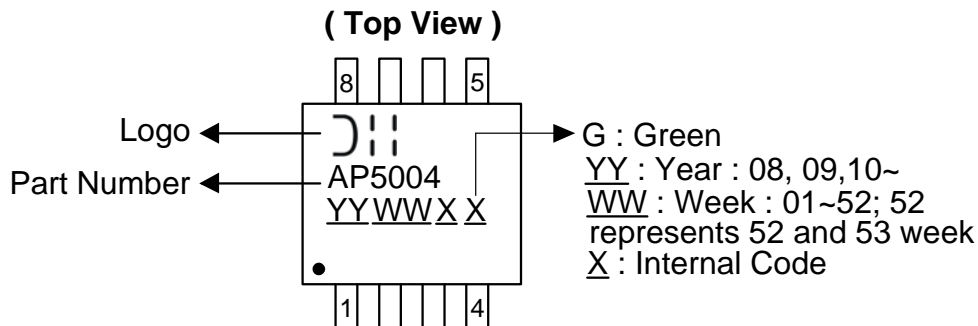 ( Top View )
8 5
Logo
AP5004
Part Number
YYWWX X
G : Green
YY : Year : 08, 09,10~
WW : Week : 01~52; 52
represents 52 and 53 week
X : Internal Code
1 4